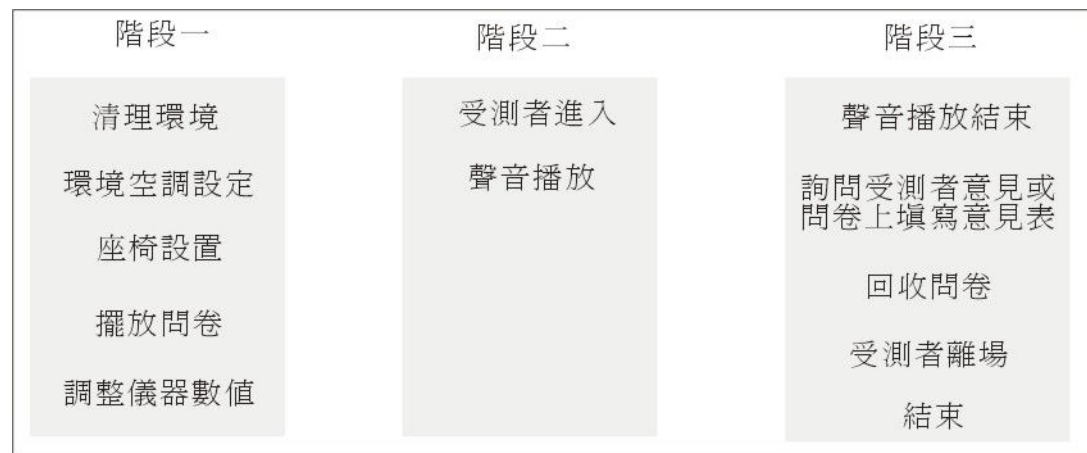 階段一
清理環境
環境空調設定
座椅設置
擺放問卷
調整儀器數值
階段二
受測者進入
聲音播放
階段三
聲音播放結束
詢問受測者意見或
問卷上填寫意見表
回收問卷
受測者離場
結束